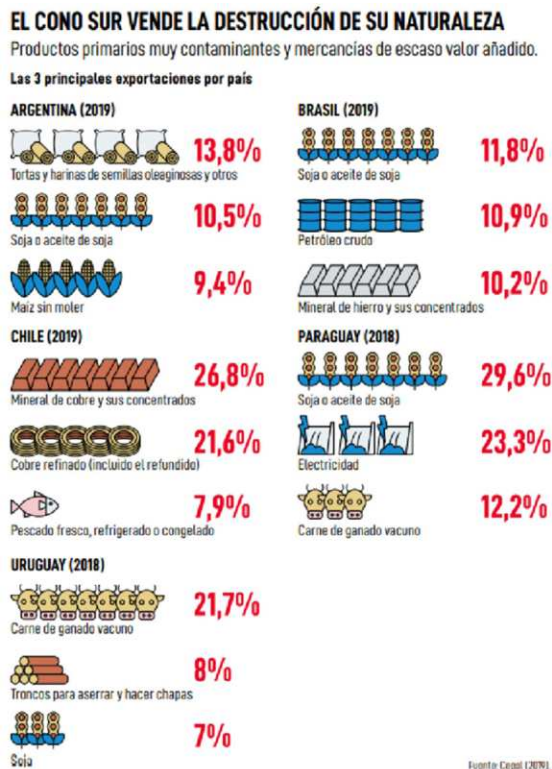 EL CONO SUR VENDE LA DESTRUCCIÓN DE SU NATURALEZA
Productos primarios muy contaminantes y mercancías de escaso valor añadido.
Las 3 principales exportaciones por país
ARGENTINA (2019)
13,8%
Tortas y harinas de semillas oleaginosas y otros
10,5%
Soja o aceite de soja
9,4%
Maíz sin moler
BRASIL (2019)
11,8%
Soja o aceite de soja
10,9%
Petróleo crudo
10,2%
Mineral de hierro y sus concentrados
CHILE (2019)
26,8%
Mineral de cobre y sus concentrados
21,6%
Cobre refinado (incluido el refundido)
7,9%
Pescado fresco, refrigerado o congelado
PARAGUAY (2018)
29,6%
Soja o aceite de soja
23,3%
Electricidad
12,2%
Carne de ganado vacuno
URUGUAY (2018)
21,7%
Carne de ganado vacuno
8%
Troncos para aserrar y hacer chapas
7%
Soja
Fuente: Cepal (2019).